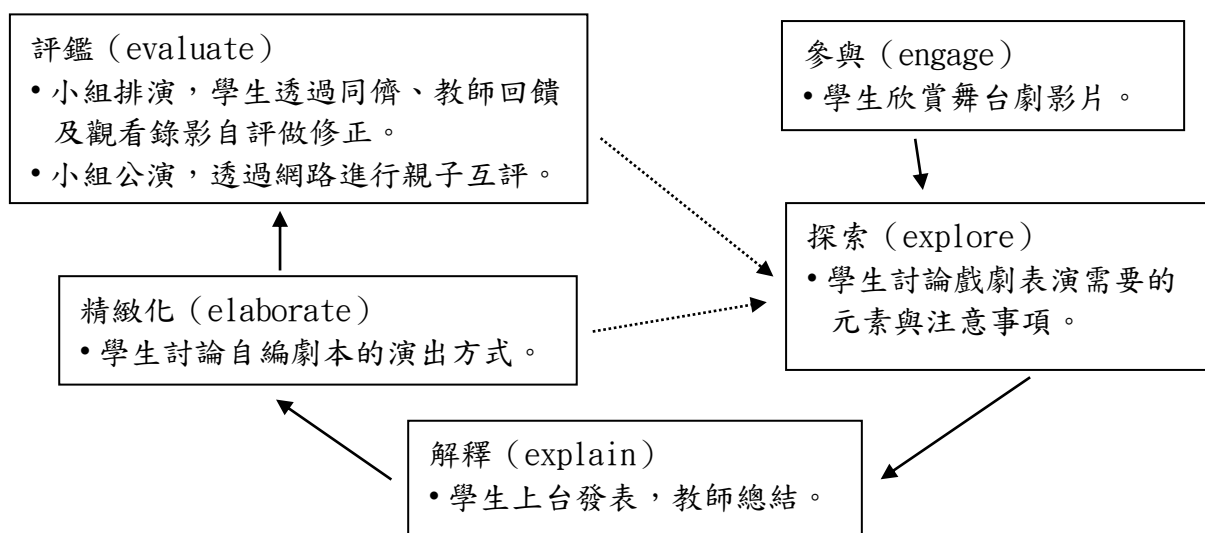 評鑑（evaluate）
•小組排演，學生透過同儕、教師回饋
及觀看錄影自評做修正。
•小組公演，透過網路進行親子互評。
參與（engage）
•學生欣賞舞台劇影片。
探索（explore）
•學生討論戲劇表演需要的
元素與注意事項。
精緻化（elaborate）
•學生討論自編劇本的演出方式。
解釋（explain）
•學生上台發表，教師總結。